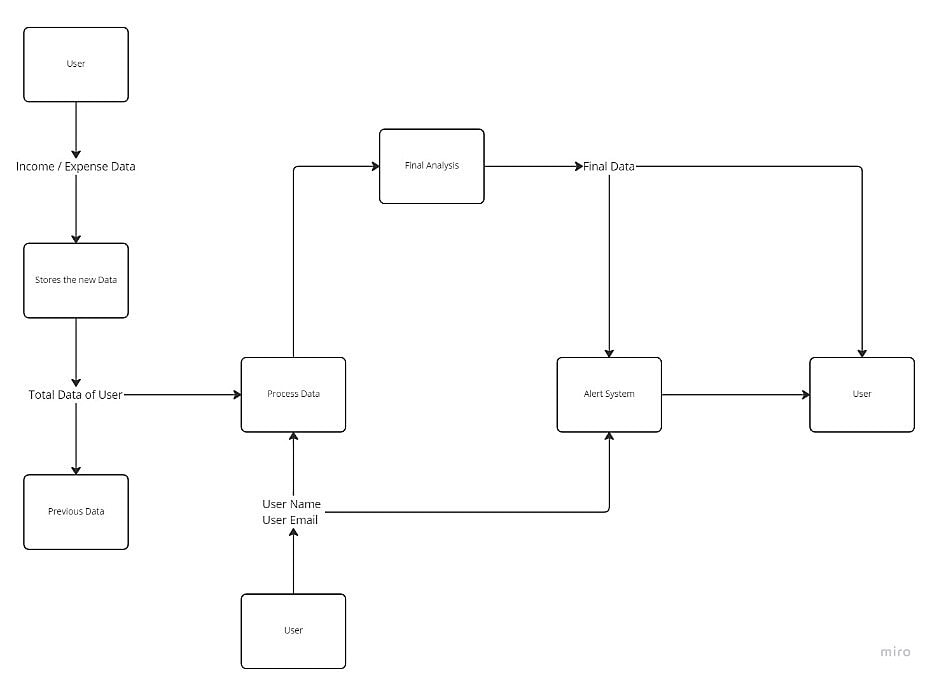 User
Income / Expense Data
Final Analysis
Final Data
Stores the new Data
Total Data of User
Process Data
Alert System
User
User Name
User Email
Previous Data
User
miro